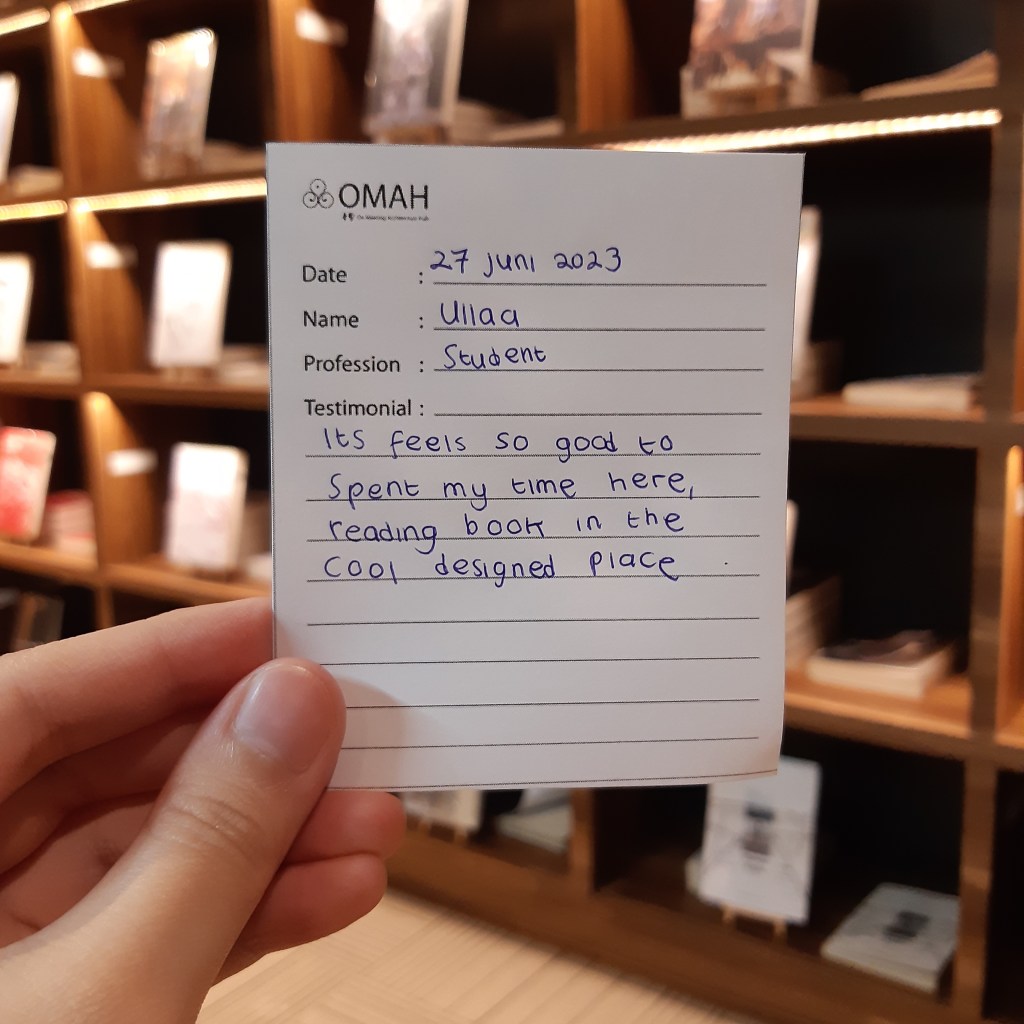 OMAH
Date : 27 juni 2023
Name : Ullaa
Profession : Student
Testimonial :
Its feels so good to
Spent my time here,
reading book in the
cool designed place .